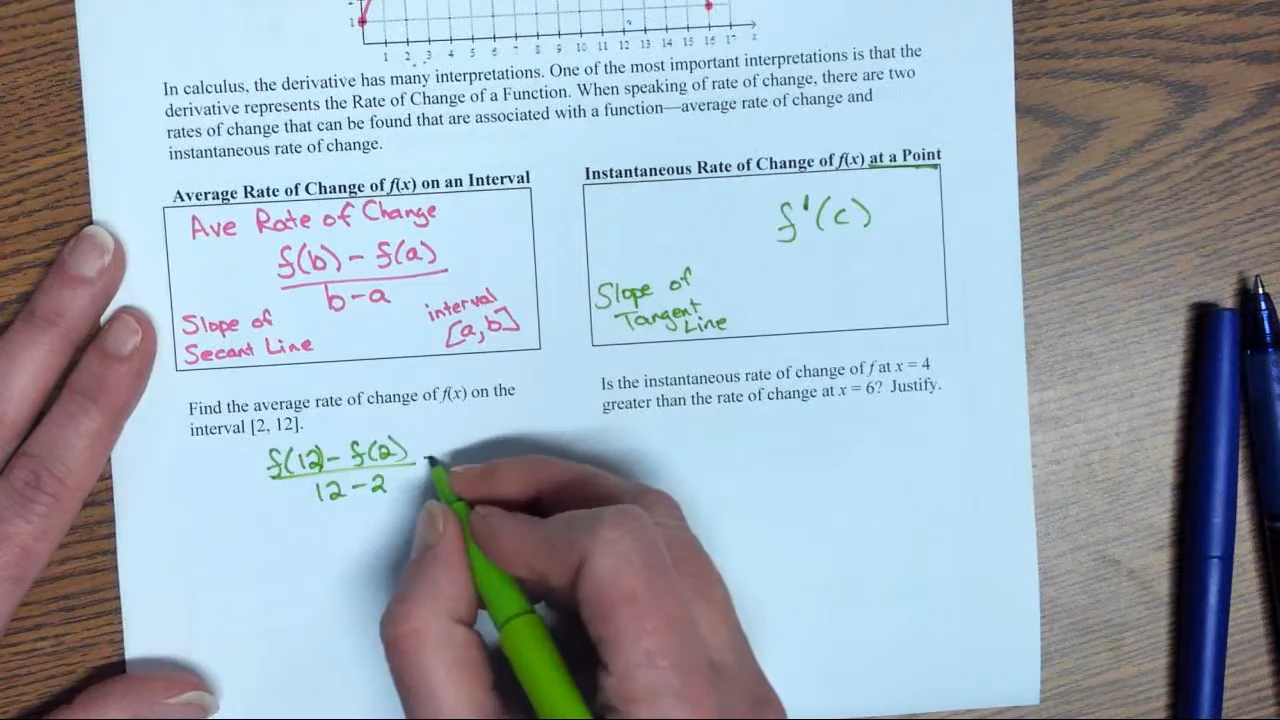 1
1 2 3 4 5 6 7 8 9 10 11 12 13 14 15 16 17 x
In calculus, the derivative has many interpretations. One of the most important interpretations is that the
derivative represents the Rate of Change of a Function. When speaking of rate of change, there are two
rates of change that can be found that are associated with a function—average rate of change and
instantaneous rate of change.
Average Rate of Change of f(x) on an Interval
Ave Rate of Change
f(b) - f(a)
b-a
Slope of
Secant Line
interval
[a,b]
Find the average rate of change of f(x) on the
interval [2, 12].
f(12) - f(2)
12 - 2
Instantaneous Rate of Change of f(x) at a Point
f'(c)
Slope of
Tangent
Line
Is the instantaneous rate of change of f at x = 4
greater than the rate of change at x = 6? Justify.